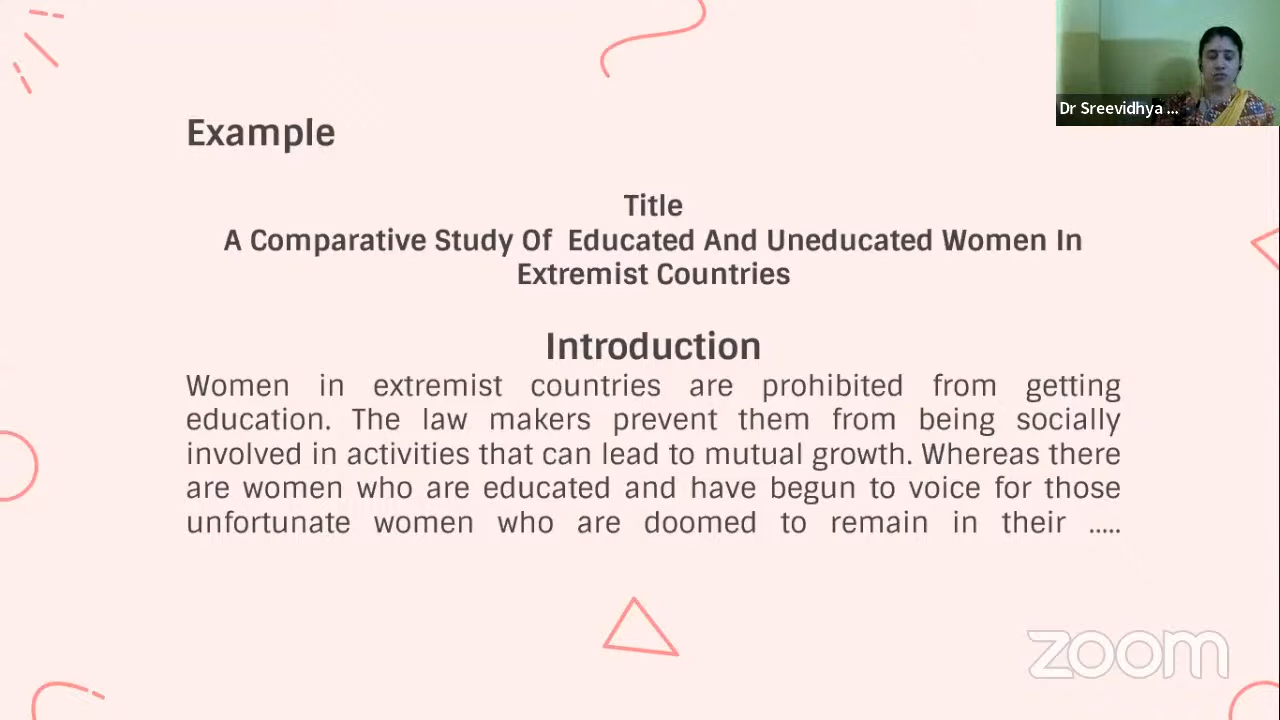 Dr Sreevidhya ...
Example
Title
A Comparative Study Of Educated And Uneducated Women In
Extremist Countries
Introduction
Women in extremist countries are prohibited from getting
education. The law makers prevent them from being socially
involved in activities that can lead to mutual growth. Whereas there
are women who are educated and have begun to voice for those
unfortunate women who are doomed to remain in their .....
zoom